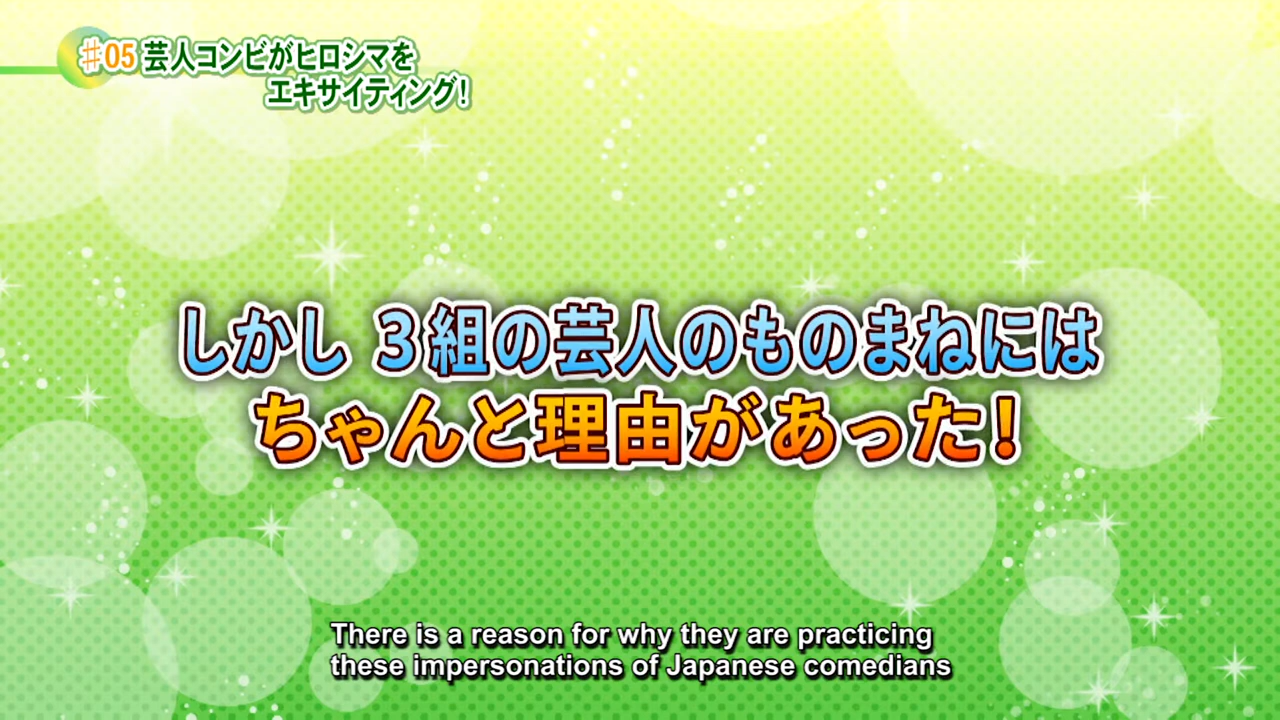 #05 芸人コンビがヒロシマを
エキサイティング!
しかし 3組の芸人のものまねには
ちゃんと理由があった!
There is a reason for why they are practicing
these impersonations of Japanese comedians